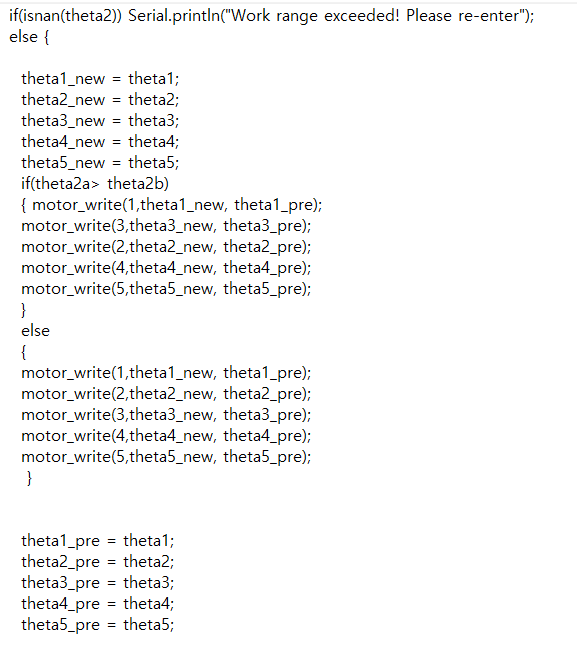 if(isnan(theta2)) Serial.println("Work range exceeded! Please re-enter");
else {
theta1_new = theta1;
theta2_new = theta2;
theta3_new = theta3;
theta4_new = theta4;
theta5_new = theta5;
if(theta2a> theta2b)
{ motor_write(1,theta1_new, theta1_pre);
motor_write(3,theta3_new, theta3_pre);
motor_write(2,theta2_new, theta2_pre);
motor_write(4,theta4_new, theta4_pre);
motor_write(5,theta5_new, theta5_pre);
}
else
{
motor_write(1,theta1_new, theta1_pre);
motor_write(2,theta2_new, theta2_pre);
motor_write(3,theta3_new, theta3_pre);
motor_write(4,theta4_new, theta4_pre);
motor_write(5,theta5_new, theta5_pre);
}
theta1_pre = theta1;
theta2_pre = theta2;
theta3_pre = theta3;
theta4_pre = theta4;
theta5_pre = theta5;